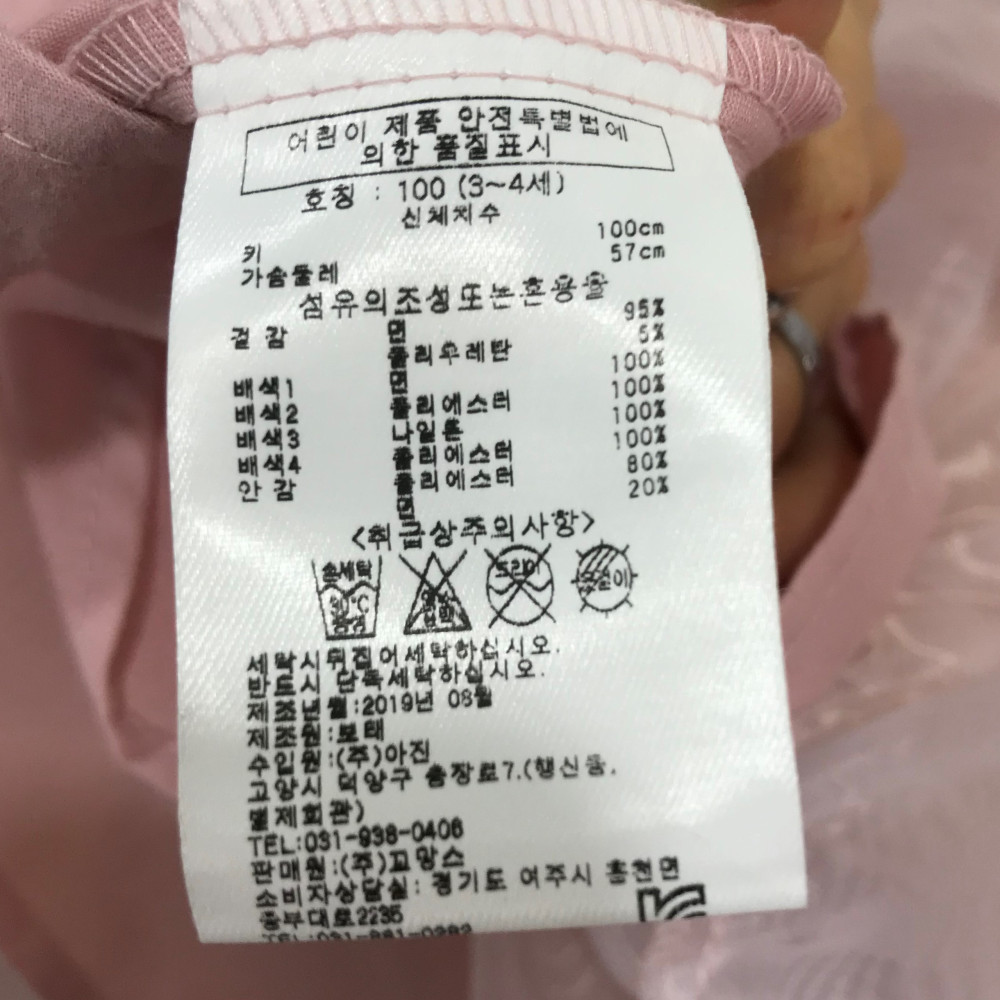 어린이 제품 안전특별법에
의한 품질표시
호칭 : 100 (3~4세)
신체치수
키 100cm
가슴둘레 57cm
섬유의조성또는혼용율
겉 감 면 95%
폴리우레탄 5%
배색1 면 100%
배색2 폴리에스터 100%
배색3 나일론 100%
배색4 폴리에스터 100%
안 감 폴리에스터 80%
면 20%
<취급상주의사항>
손세탁
30℃
중성
드라이
세탁시뒤집어세탁하십시오.
반드시 단독세탁하십시오.
제조년월:2019년 08월
제조원:보태
수입원:(주)아진
고양시 덕양구 충장로7.(행신동,
TEL:031-938-0406
판매원:(주)꼬망스
소비자상담실: 경기도 여주시 흥천면
중부대로2235